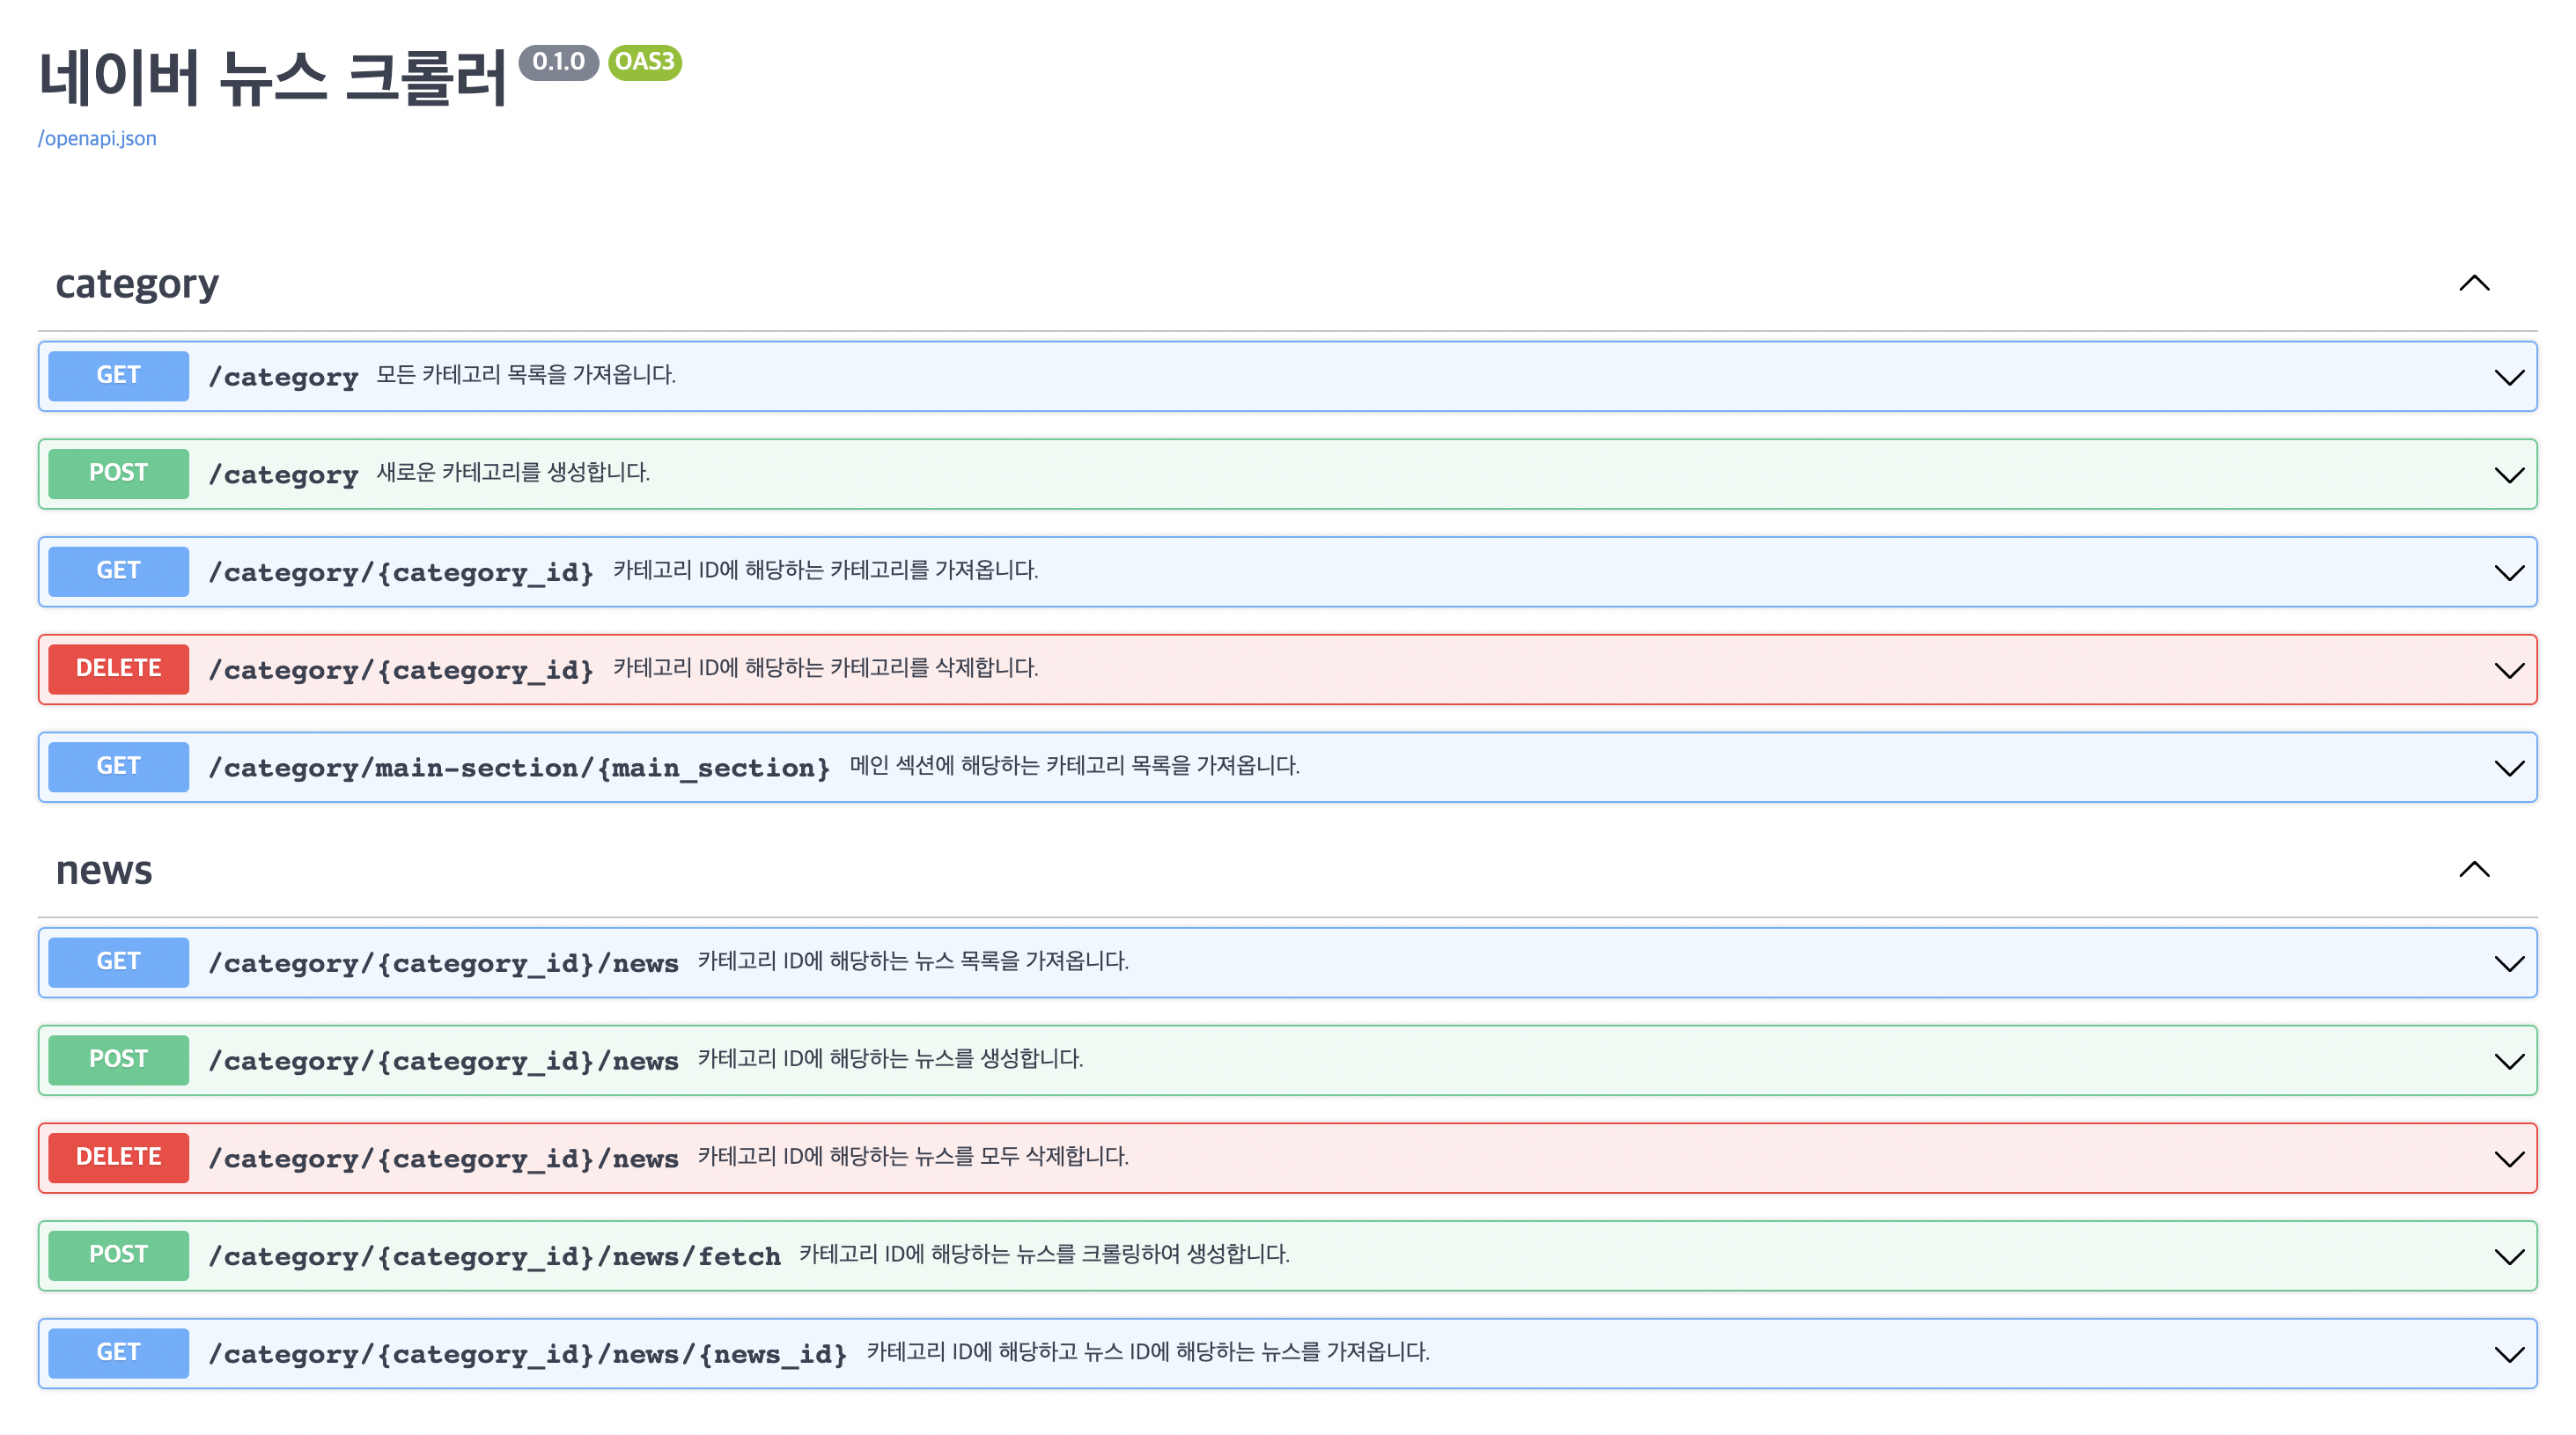 네이버 뉴스 크롤러 0.1.0 OAS3
/openapi.json
category
GET /category 모든 카테고리 목록을 가져옵니다.
POST /category 새로운 카테고리를 생성합니다.
GET /category/{category_id} 카테고리 ID에 해당하는 카테고리를 가져옵니다.
DELETE /category/{category_id} 카테고리 ID에 해당하는 카테고리를 삭제합니다.
GET /category/main-section/{main_section} 메인 섹션에 해당하는 카테고리 목록을 가져옵니다.
news
GET /category/{category_id}/news 카테고리 ID에 해당하는 뉴스 목록을 가져옵니다.
POST /category/{category_id}/news 카테고리 ID에 해당하는 뉴스를 생성합니다.
DELETE /category/{category_id}/news 카테고리 ID에 해당하는 뉴스를 모두 삭제합니다.
POST /category/{category_id}/news/fetch 카테고리 ID에 해당하는 뉴스를 크롤링하여 생성합니다.
GET /category/{category_id}/news/{news_id} 카테고리 ID에 해당하고 뉴스 ID에 해당하는 뉴스를 가져옵니다.